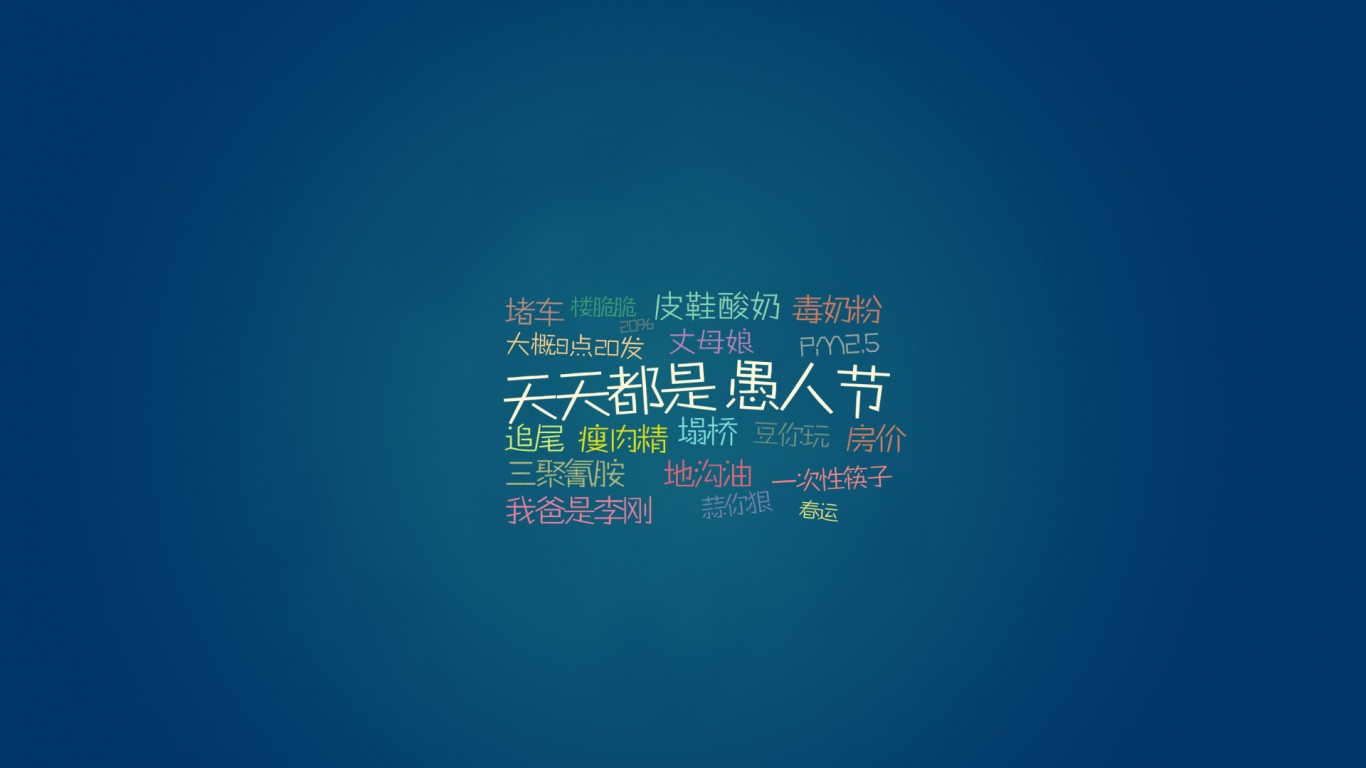 堵车 楼脆脆 皮鞋酸奶 毒奶粉
20%
大概8点20发 丈母娘 PM2.5
天天都是愚人节
追尾 瘦肉精 塌桥 豆你玩 房价
三聚氰胺 地沟油 一次性筷子
我爸是李刚 蒜你狠 春运